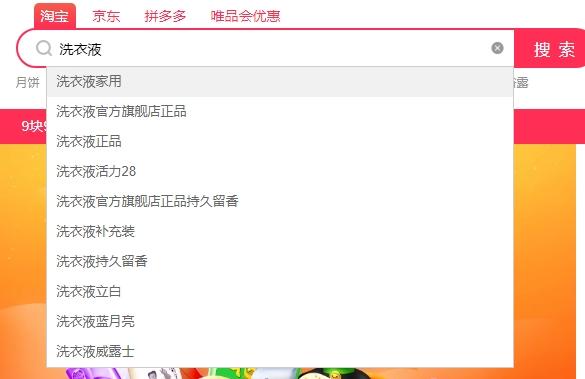 淘宝 京东 拼多多 唯品会优惠
洗衣液 搜 索
月饼 露
9块9
洗衣液家用
洗衣液官方旗舰店正品
洗衣液正品
洗衣液活力28
洗衣液官方旗舰店正品持久留香
洗衣液补充装
洗衣液持久留香
洗衣液立白
洗衣液蓝月亮
洗衣液威露士